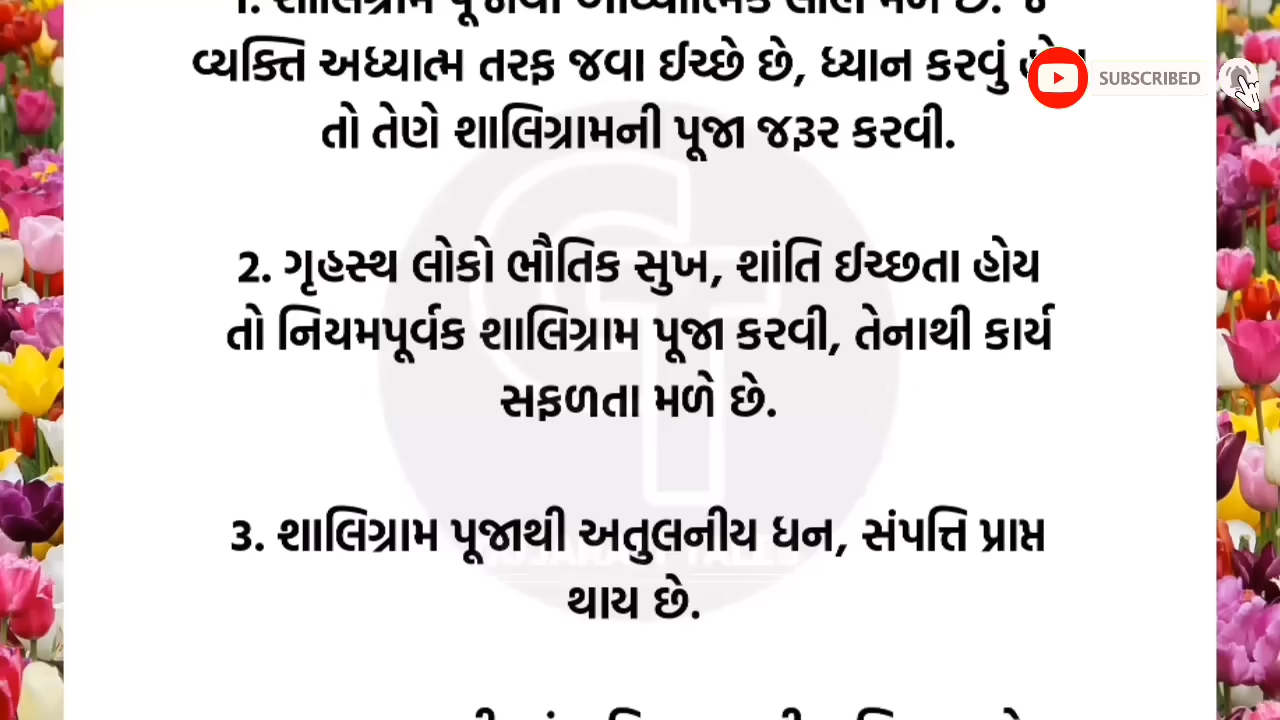 વ્યક્તિ અધ્યાત્મ તરફ જવા ઈચ્છે છે, ધ્યાન કરવું
SUBSCRIBED
તો તેણે શાલિગ્રામની પૂજા જરૂર કરવી.
2. ગૃહસ્થ લોકો ભૌતિક સુખ, શાંતિ ઈચ્છતા હોય
તો નિયમપૂર્વક શાલિગ્રામ પૂજા કરવી, તેનાથી કાર્ય
સફળતા મળે છે.
૩. શાલિગ્રામ પૂજાથી અતુલનીય ધન, સંપત્તિ પ્રાપ્ત
થાય છે.